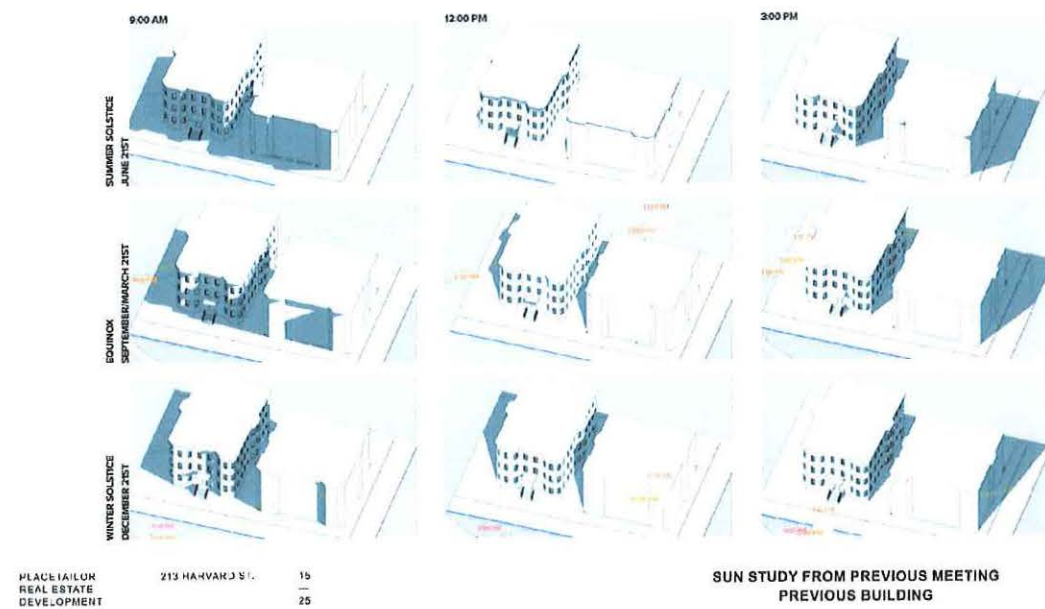 9:00 AM
12:00 PM
3:00 PM
SUMMER SOLSTICE
JUNE 21ST
EQUINOX
SEPTEMBER/MARCH 21ST
WINTER SOLSTICE
DECEMBER 21ST
PLACETAILOR
REAL ESTATE
DEVELOPMENT
213 HARVARD ST.
15
—
25
SUN STUDY FROM PREVIOUS MEETING
PREVIOUS BUILDING